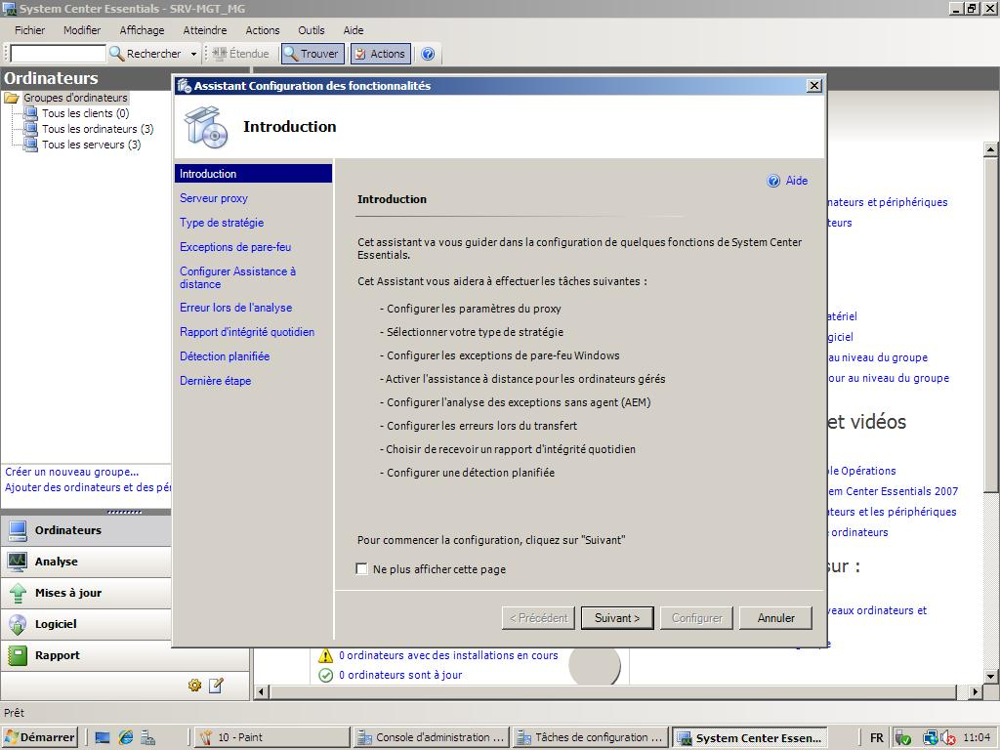 System Center Essentials - SRV-MGT_MG
Fichier Modifier Affichage Atteindre Actions Outils Aide
Rechercher Étendue Trouver Actions
Ordinateurs
Groupes d'ordinateurs
Tous les clients (0)
Tous les ordinateurs (3)
Tous les serveurs (3)
Créer un nouveau groupe...
Ajouter des ordinateurs et des pé
Ordinateurs
Analyse
Mises à jour
Logiciel
Rapport
Assistant Configuration des fonctionnalités
Introduction
Introduction
Serveur proxy
Type de stratégie
Exceptions de pare-feu
Configurer Assistance à
distance
Erreur lors de l'analyse
Rapport d'intégrité quotidien
Détection planifiée
Dernière étape
Aide
Introduction
Cet assistant va vous guider dans la configuration de quelques fonctions de System Center
Essentials.
Cet Assistant vous aidera à effectuer les tâches suivantes :
- Configurer les paramètres du proxy
- Sélectionner votre type de stratégie
- Configurer les exceptions de pare-feu Windows
- Activer l'assistance à distance pour les ordinateurs gérés
- Configurer l'analyse des exceptions sans agent (AEM)
- Configurer les erreurs lors du transfert
- Choisir de recevoir un rapport d'intégrité quotidien
- Configurer une détection planifiée
Pour commencer la configuration, cliquez sur "Suivant"
Ne plus afficher cette page
< Précédent Suivant > Configurer Annuler
nateurs et périphériques
teurs
atériel
giciel
au niveau du groupe
our au niveau du groupe
et vidéos
le Opérations
em Center Essentials 2007
ateurs et les périphériques
ordinateurs
sur :
veaux ordinateurs et
0 ordinateurs avec des installations en cours
0 ordinateurs sont à jour
Prêt
Démarrer 10 - Paint Console d'administration ... Tâches de configuration ... System Center Essen... FR 11:04